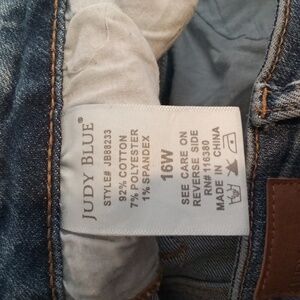 JUDY BLUE®
STYLE# JB88233
92% COTTON
7% POLYESTER
1% SPANDEX
16W
SEE CARE ON
REVERSE SIDE
RN# 116380
MADE IN CHINA